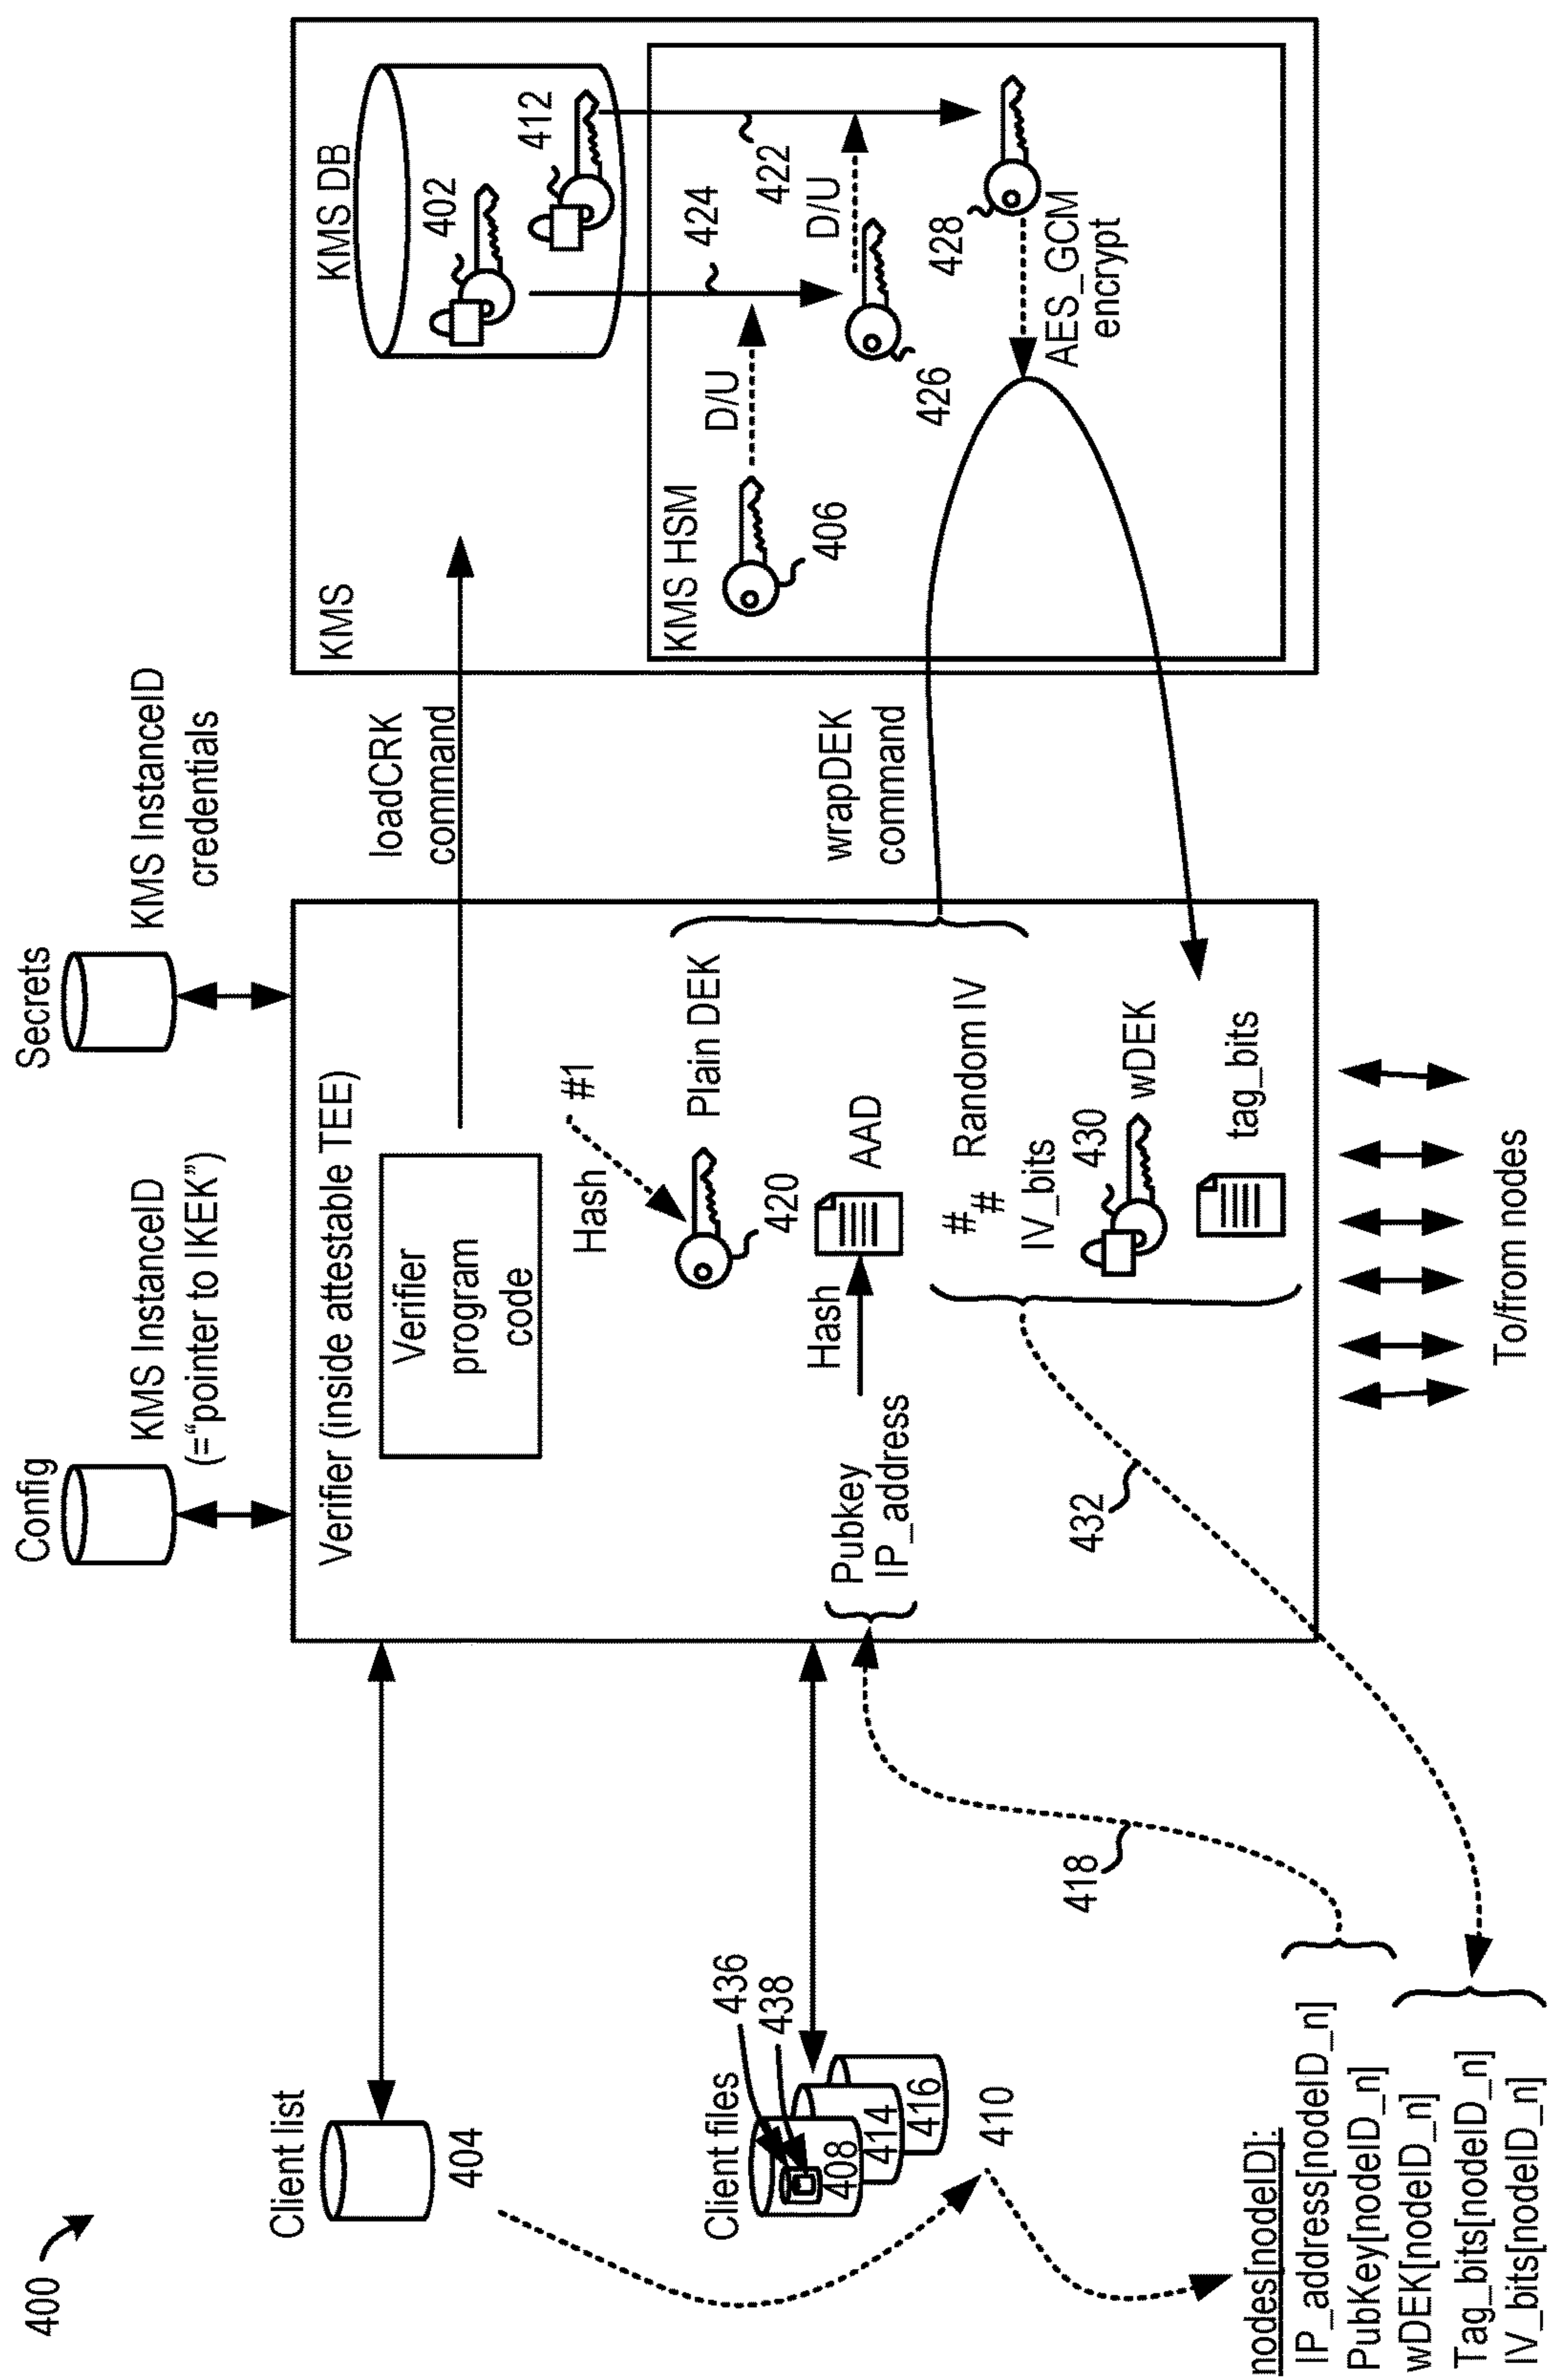 400
Client list
404
Client files
436
438
408
414
416
410
nodes[nodeID]:
IP_address[nodeID_n]
PubKey[nodeID_n]
wDEK[nodeID_n]
Tag_bits[nodeID_n]
IV_bits[nodeID_n]
418
432
Config
KMS InstanceID
(=“pointer to IKEK”)
Secrets
KMS InstanceID
credentials
Verifier (inside attestable TEE)
Verifier
program
code
#1
Hash
Plain DEK
420
Pubkey
IP_address
Hash
AAD
#
#
Random IV
IV_bits
430
wDEK
tag_bits
To/from nodes
loadCRK
command
wrapDEK
command
KMS
KMS DB
402
412
KMS HSM
406
D/U
424
422
D/U
426
428
AES_GCM
encrypt